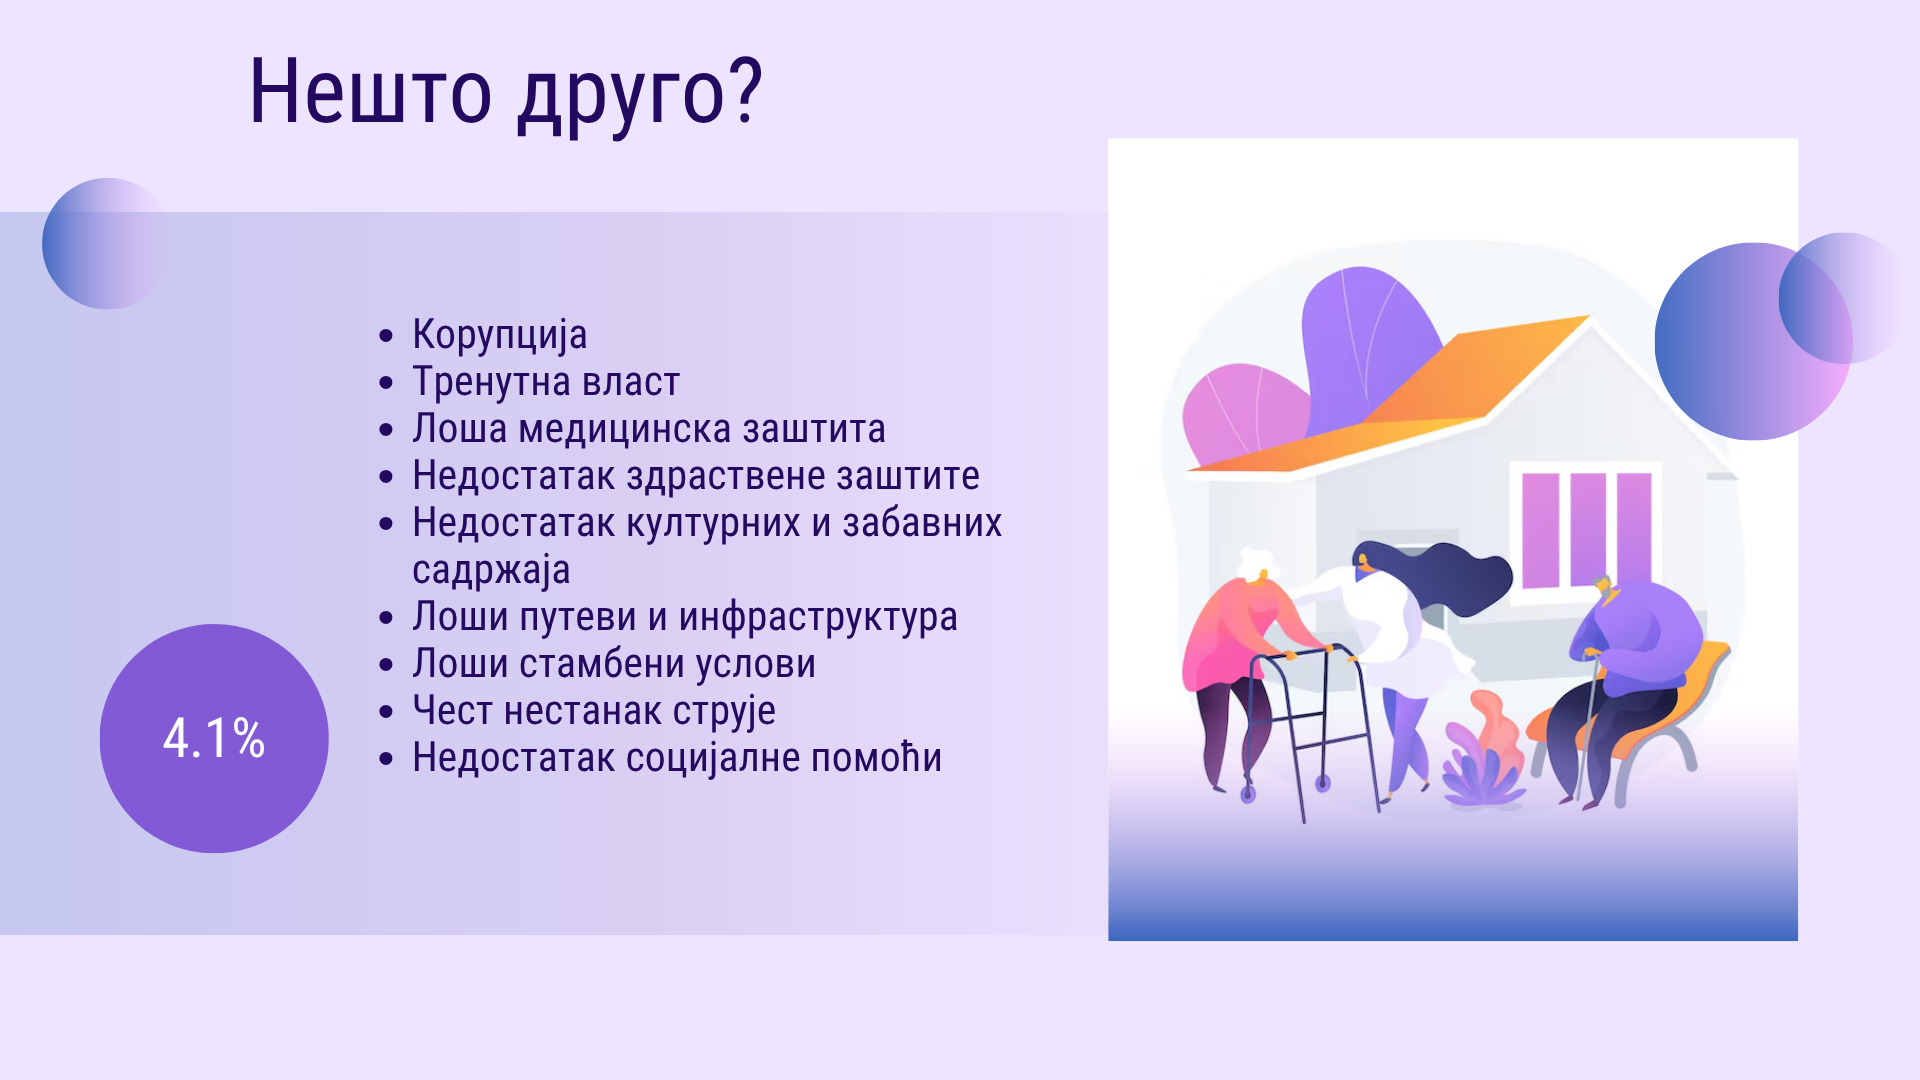 Нешто друго?
• Корупција
• Тренутна власт
• Лоша медицинска заштита
• Недостатак здраствене заштите
• Недостатак културних и забавних
садржаја
• Лоши путеви и инфраструктура
• Лоши стамбени услови
• Чест нестанак струје
• Недостатак социјалне помоћи
4.1%